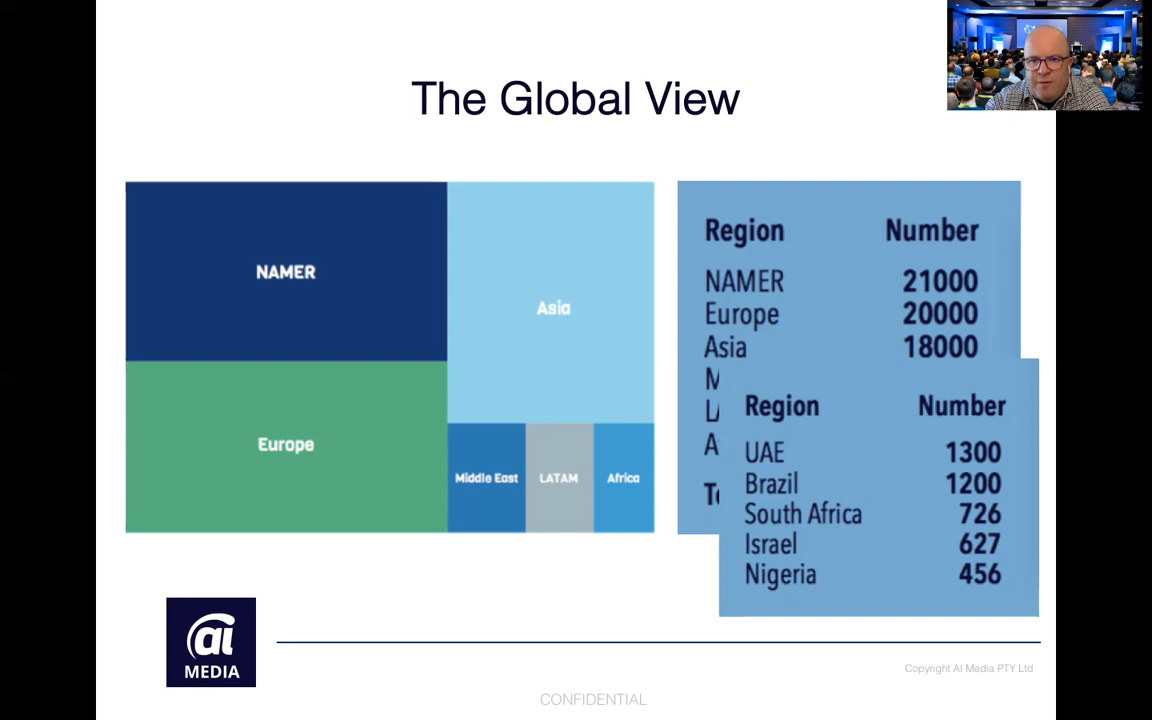 The Global View
NAMER
Asia
Europe
Middle East
LATAM
Africa
Region Number
NAMER 21000
Europe 20000
Asia 18000
Region Number
UAE 1300
Brazil 1200
South Africa 726
Israel 627
Nigeria 456
ai
MEDIA
Copyright AI Media PTY Ltd
CONFIDENTIAL